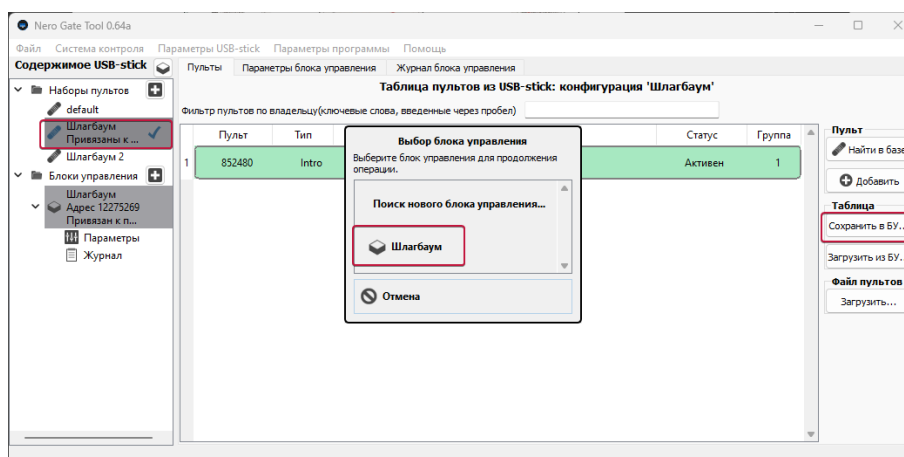 Nero Gate Tool 0.64a
Файл Система контроля Параметры USB-stick Параметры программы Помощь
Содержимое USB-stick
Наборы пультов
default
Шлагбаум
Привязаны к ...
Шлагбаум 2
Блоки управления
Шлагбаум
Адрес 12275269
Привязан к п...
Параметры
Журнал
Пульты Параметры блока управления Журнал блока управления
Таблица пультов из USB-stick: конфигурация 'Шлагбаум'
Фильтр пультов по владельцу(ключевые слова, введенные через пробел)
Пульт Тип Статус Группа
1 852480 Intro Активен 1
Выбор блока управления
Выберите блок управления для продолжения
операции.
Поиск нового блока управления...
Шлагбаум
Отмена
Пульт
Найти в базе
Добавить
Таблица
Сохранить в БУ..
Загрузить из БУ..
Файл пультов
Загрузить...